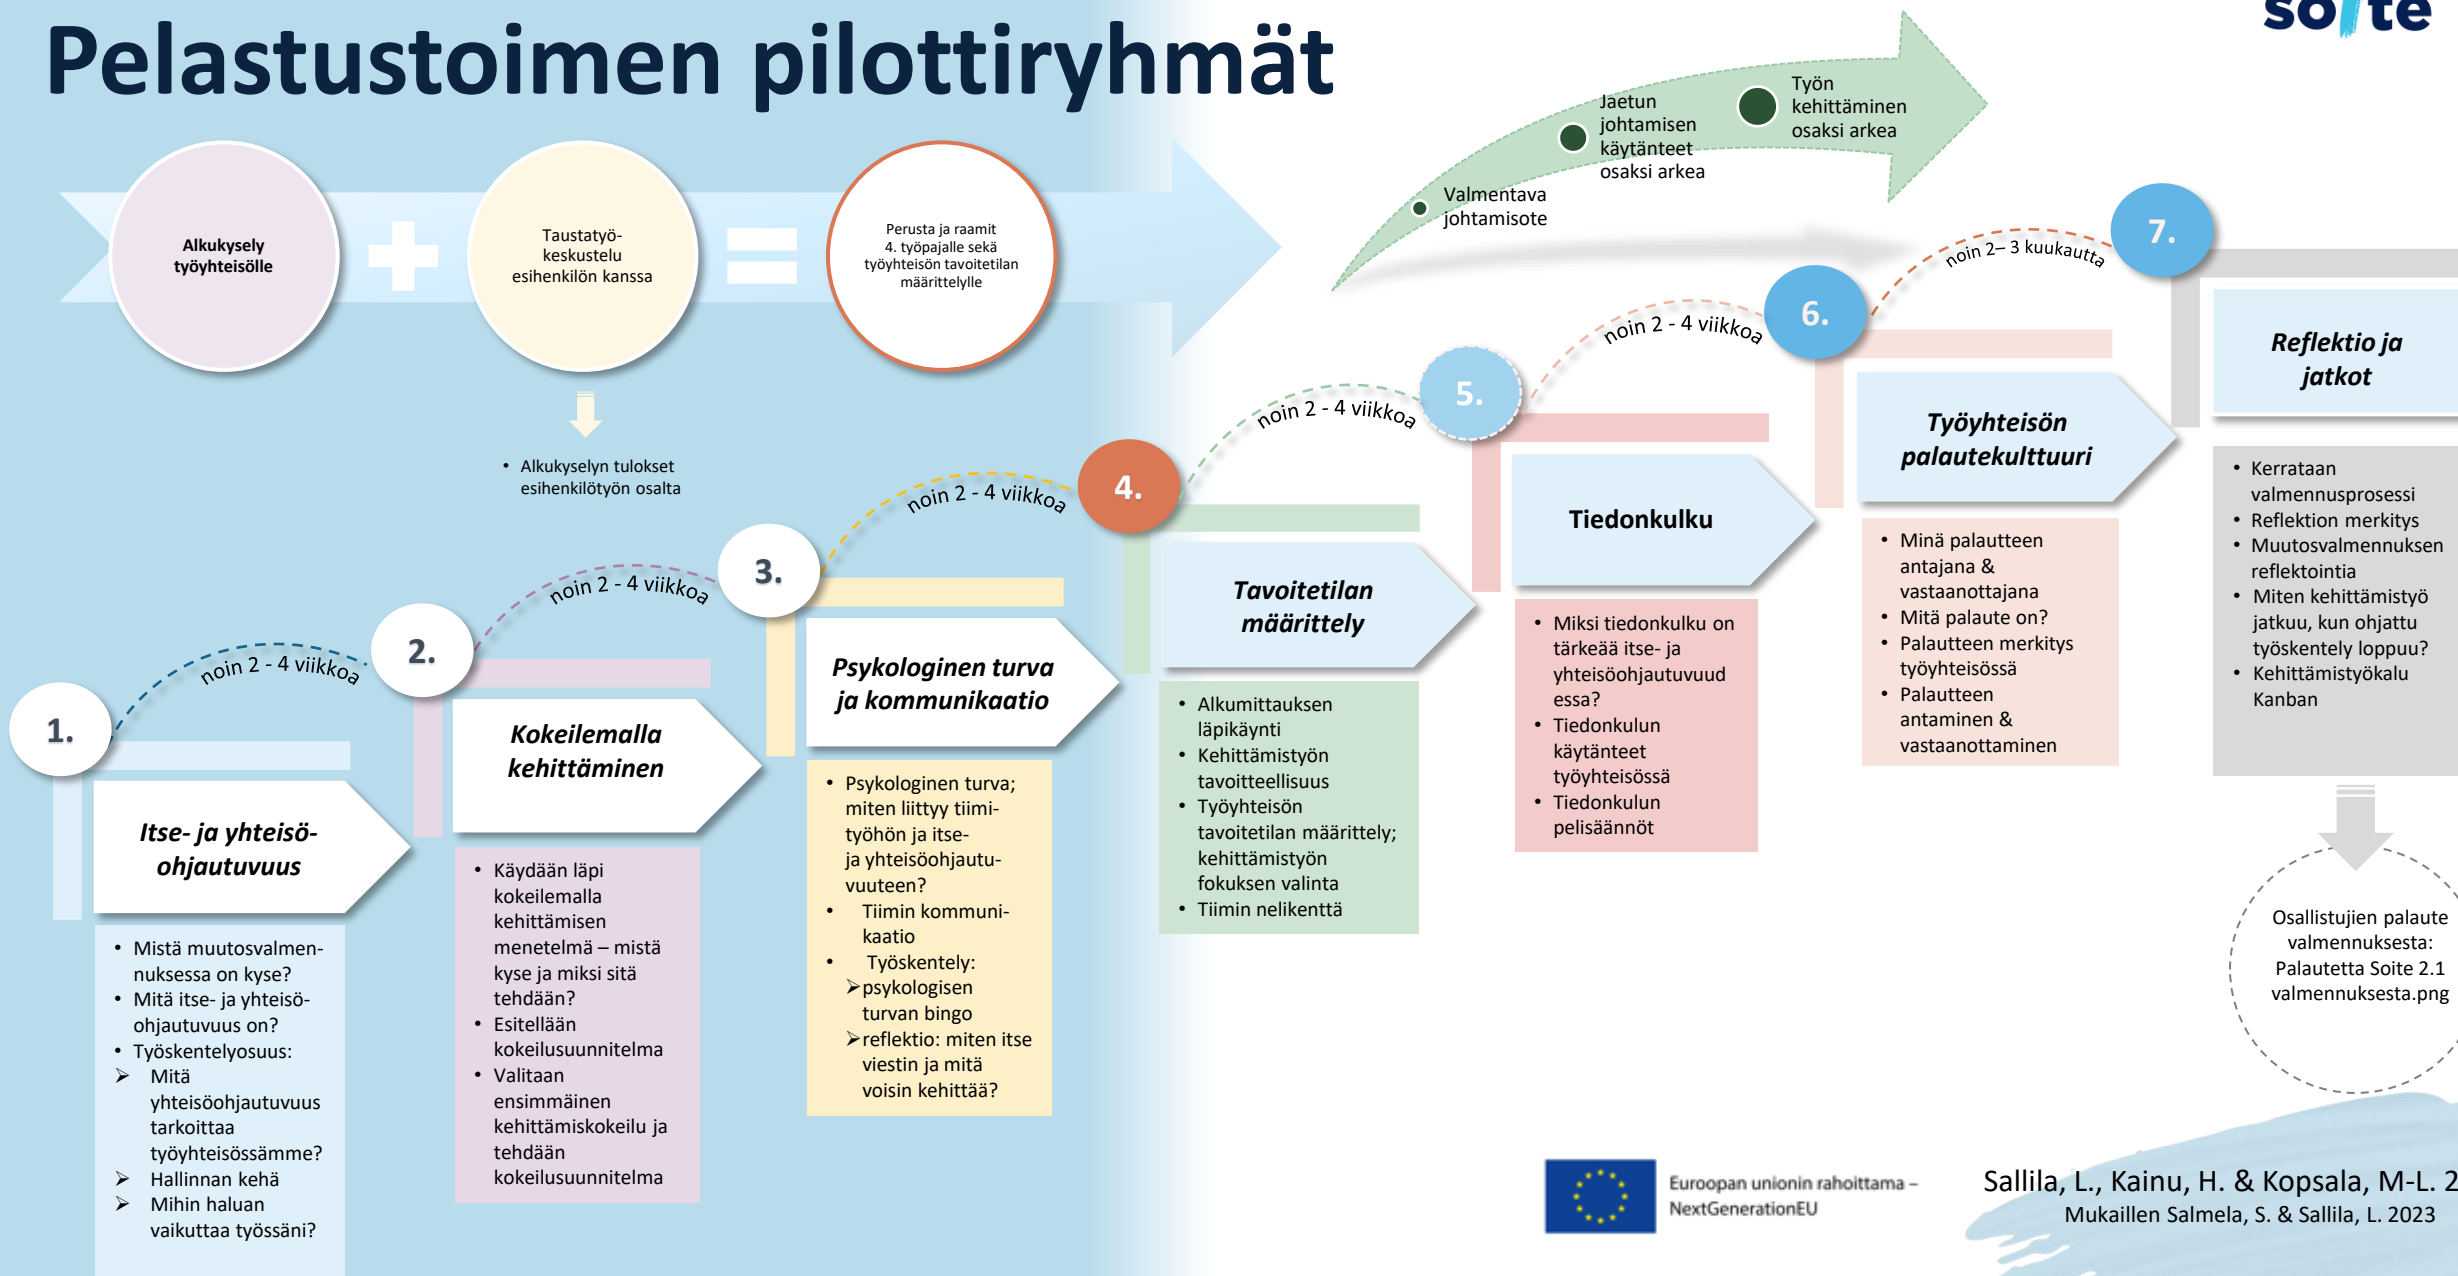 Pelastustoimen pilottiryhmät
soite
Alkukysely
työyhteisölle
Taustatyö-
keskustelu
esihenkilön kanssa
Perusta ja raamit
4. työpajalle sekä
työyhteisön tavoitetilan
määrittelylle
• Alkukyselyn tulokset
esihenkilötyön osalta
Valmentava
johtamisote
Jaetun
johtamisen
käytänteet
osaksi arkea
Työn
kehittäminen
osaksi arkea
1.
noin 2 - 4 viikkoa
Itse- ja yhteisö-
ohjautuvuus
• Mistä muutosvalmen-
nuksessa on kyse?
• Mitä itse- ja yhteisö-
ohjautuvuus on?
• Työskentelyosuus:
➢ Mitä
yhteisöohjautuvuus
tarkoittaa
työyhteisössämme?
➢ Hallinnan kehä
➢ Mihin haluan
vaikuttaa työssäni?
2.
noin 2 - 4 viikkoa
Kokeilemalla
kehittäminen
• Käydään läpi
kokeilemalla
kehittämisen
menetelmä – mistä
kyse ja miksi sitä
tehdään?
• Esitellään
kokeilusuunnitelma
• Valitaan
ensimmäinen
kehittämiskokeilu ja
tehdään
kokeilusuunnitelma
3.
noin 2 - 4 viikkoa
Psykologinen turva
ja kommunikaatio
• Psykologinen turva;
miten liittyy tiimi-
työhön ja itse-
ja yhteisöohjautu-
vuuteen?
• Tiimin kommuni-
kaatio
• Työskentely:
➢psykologisen
turvan bingo
➢reflektio: miten itse
viestin ja mitä
voisin kehittää?
4.
noin 2 - 4 viikkoa
Tavoitetilan
määrittely
• Alkumittauksen
läpikäynti
• Kehittämistyön
tavoitteellisuus
• Työyhteisön
tavoitetilan määrittely;
kehittämistyön
fokuksen valinta
• Tiimin nelikenttä
5.
noin 2 - 4 viikkoa
Tiedonkulku
• Miksi tiedonkulku on
tärkeää itse- ja
yhteisöohjautuvuud
essa?
• Tiedonkulun
käytänteet
työyhteisössä
• Tiedonkulun
pelisäännöt
6.
noin 2– 3 kuukautta
Työyhteisön
palautekulttuuri
• Minä palautteen
antajana &
vastaanottajana
• Mitä palaute on?
• Palautteen merkitys
työyhteisössä
• Palautteen
antaminen &
vastaanottaminen
7.
Reflektio ja
jatkot
• Kerrataan
valmennusprosessi
• Reflektion merkitys
• Muutosvalmennuksen
reflektointia
• Miten kehittämistyö
jatkuu, kun ohjattu
työskentely loppuu?
• Kehittämistyökalu
Kanban
Osallistujien palaute
valmennuksesta:
Palautetta Soite 2.1
valmennuksesta.png
Euroopan unionin rahoittama –
NextGenerationEU
Sallila, L., Kainu, H. & Kopsala, M-L. 2
Mukaillen Salmela, S. & Sallila, L. 2023